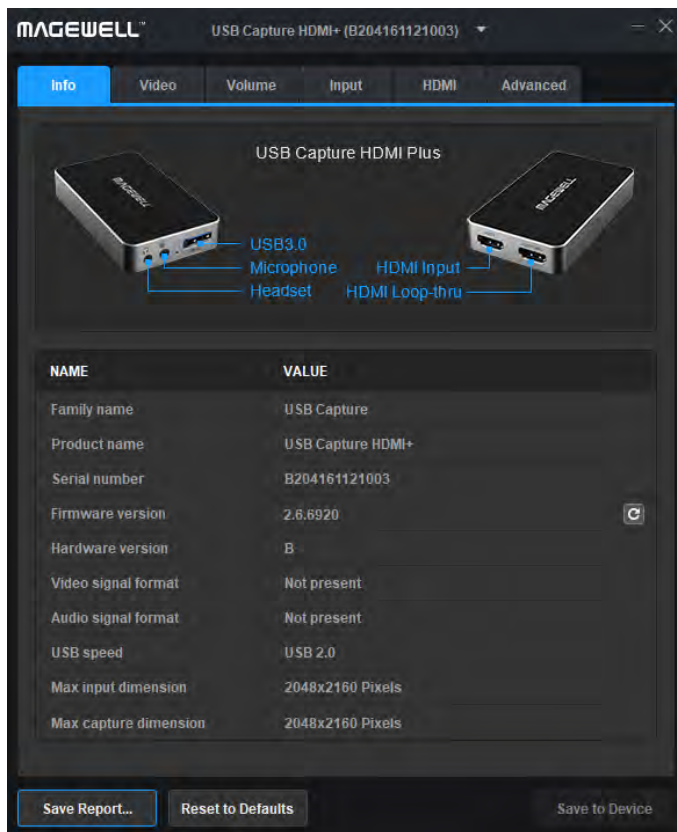 MAGEWELL™ USB Capture HDMI+ (B204161121003)
Info Video Volume Input HDMI Advanced
USB Capture HDMI Plus
MAGEWELL MAGEWELL
USB3.0
Microphone HDMI Input
Headset HDMI Loop-thru
NAME VALUE
Family name USB Capture
Product name USB Capture HDMI+
Serial number B204161121003
Firmware version 2.6.6920
Hardware version B
Video signal format Not present
Audio signal format Not present
USB speed USB 2.0
Max input dimension 2048x2160 Pixels
Max capture dimension 2048x2160 Pixels
Save Report... Reset to Defaults Save to Device